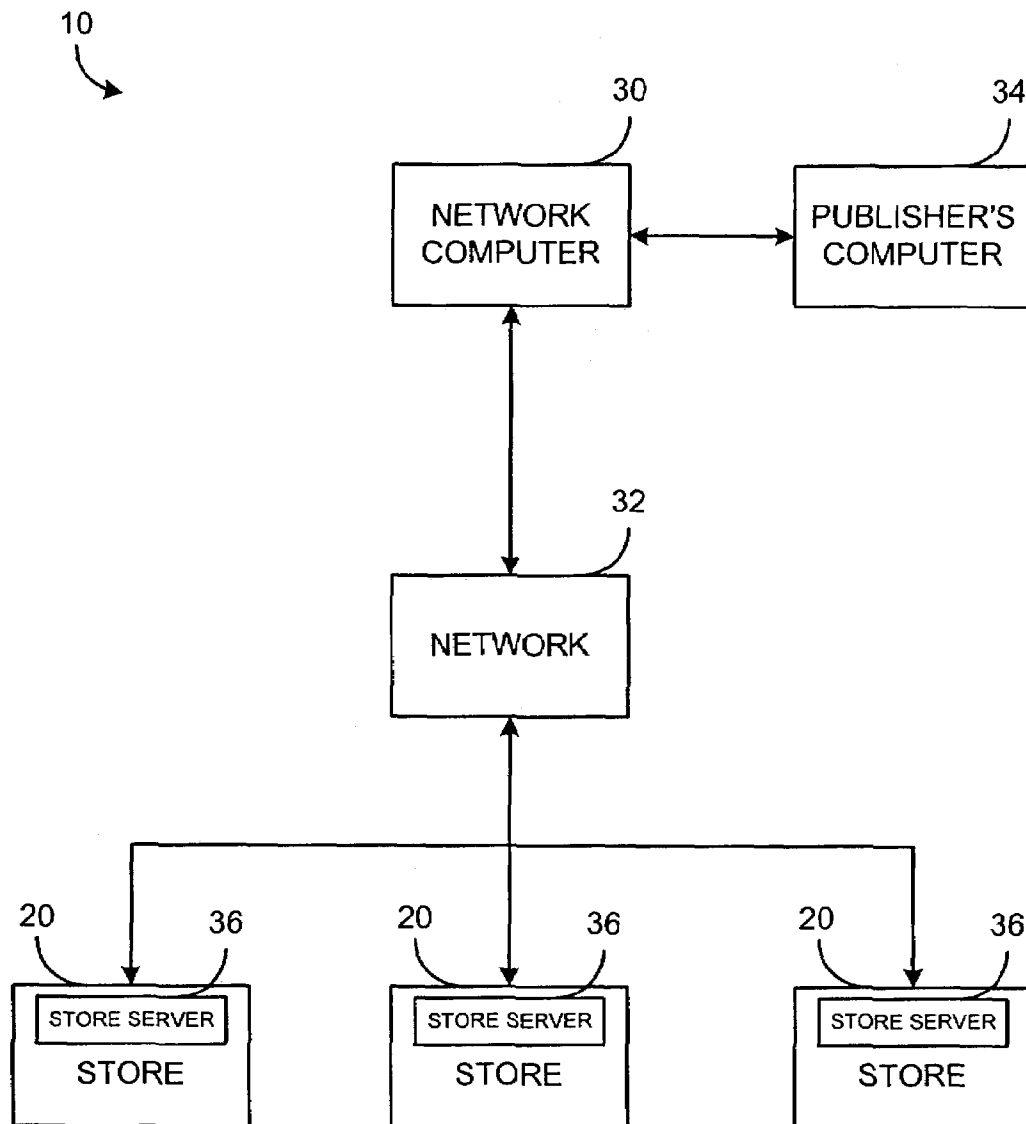 10
30
34
NETWORK
COMPUTER
PUBLISHER'S
COMPUTER
32
NETWORK
20
36
20
36
20
36
STORE SERVER
STORE
STORE SERVER
STORE
STORE SERVER
STORE